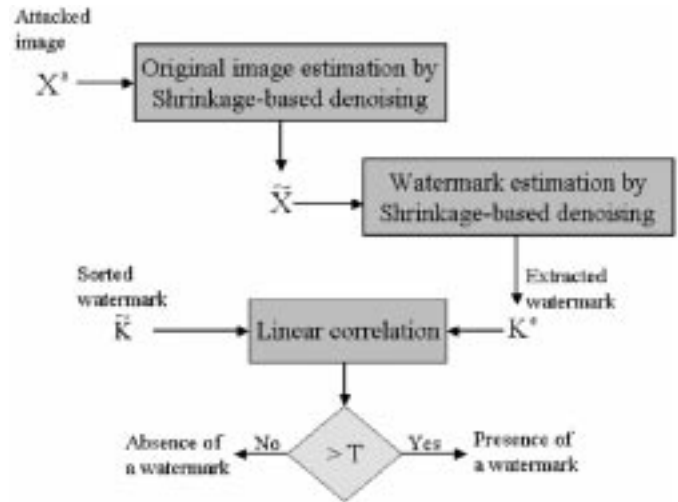 Attacked
image
X*
Original image estimation by
Shrinkage-based denoising
X̃
Watermark estimation by
Shrinkage-based denoising
Sorted
watermark
K̃
Linear correlation
Extracted
watermark
K*
> T
No
Yes
Absence of
a watermark
Presence of
a watermark